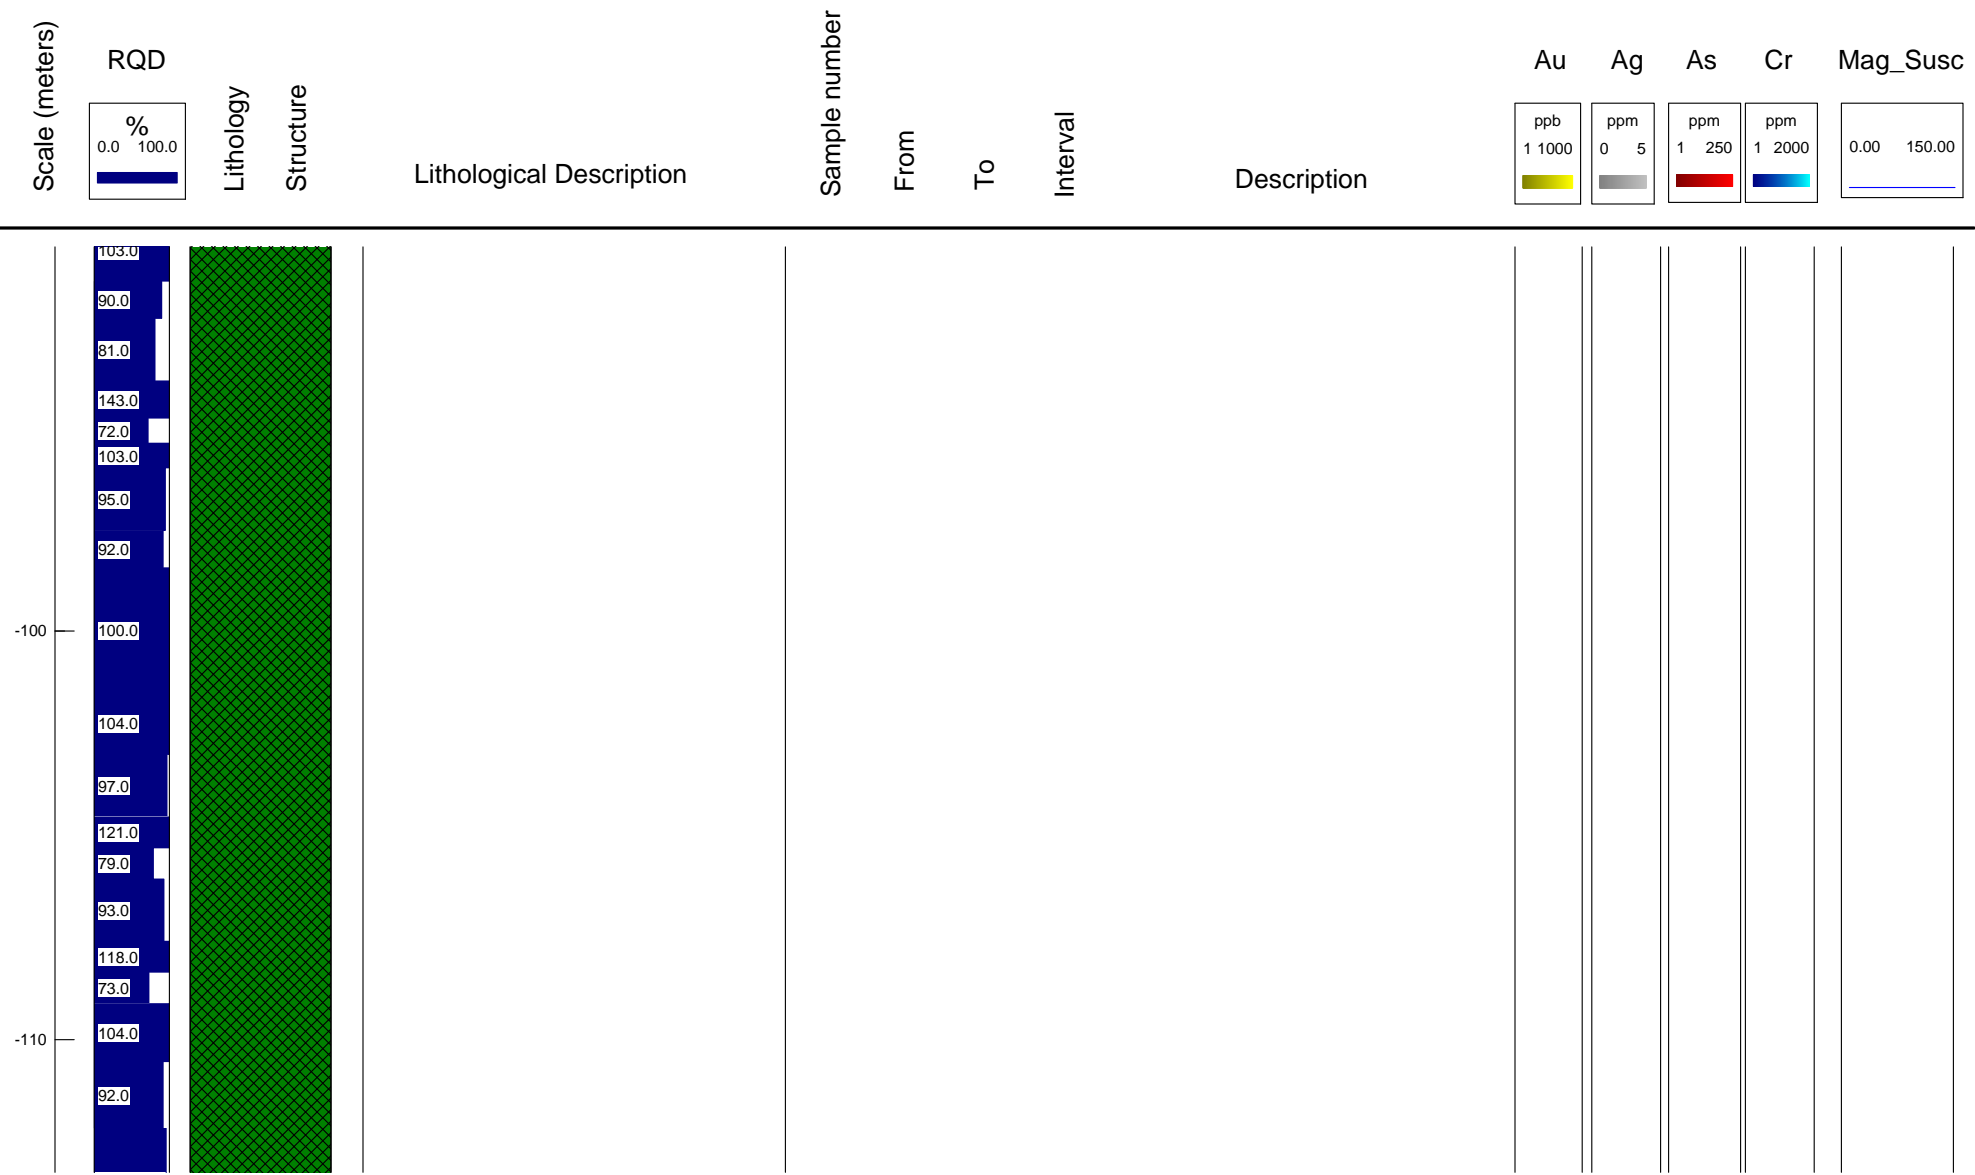 Scale (meters)
RQD
%
0.0 100.0
Lithology
Structure
Lithological Description
Sample number
From
To
Interval
Description
Au
ppb
1 1000
Ag
ppm
0 5
As
ppm
1 250
Cr
ppm
1 2000
Mag_Susc
0.00 150.00
103.0
90.0
81.0
143.0
72.0
103.0
95.0
92.0
-100
100.0
104.0
97.0
121.0
79.0
93.0
118.0
73.0
104.0
-110
92.0